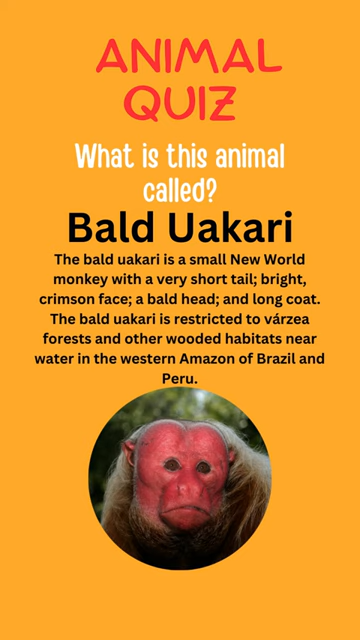 ANIMAL
QUIZ
What is this animal
called?
Bald Uakari
The bald uakari is a small New World
monkey with a very short tail; bright,
crimson face; a bald head; and long coat.
The bald uakari is restricted to várzea
forests and other wooded habitats near
water in the western Amazon of Brazil and
Peru.